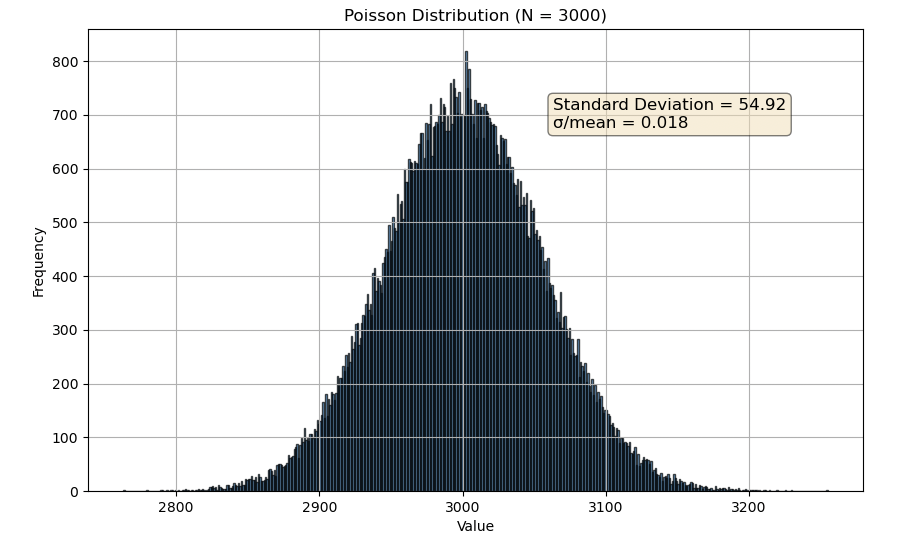 Poisson Distribution (N = 3000)
800
700
600
500
400
300
200
100
0
Frequency
Standard Deviation = 54.92
σ/mean = 0.018
2800 2900 3000 3100 3200
Value